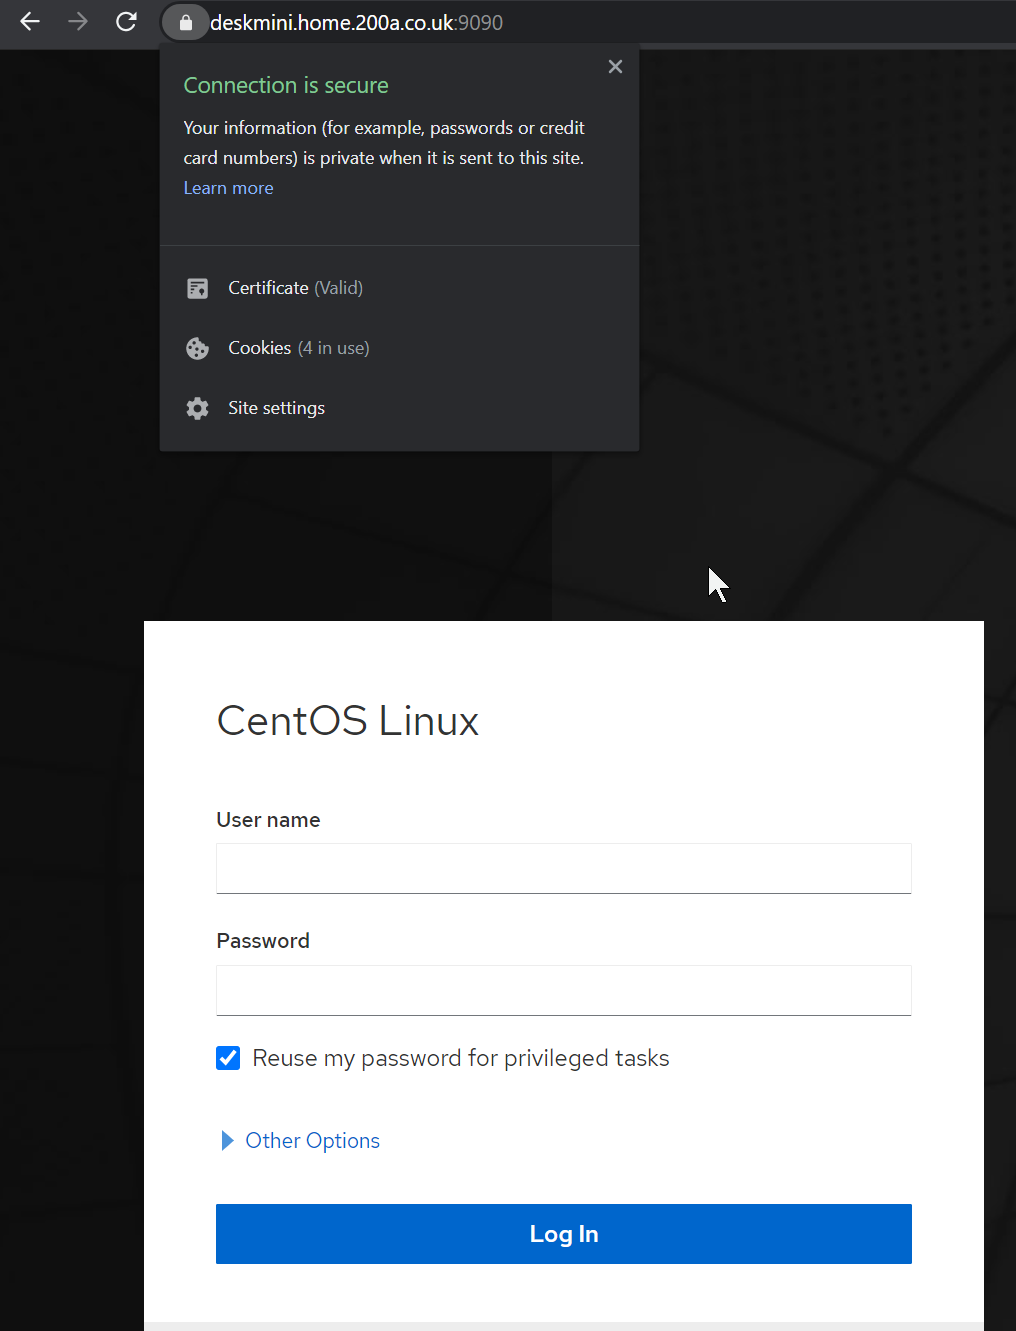 deskmini.home.200a.co.uk:9090
Connection is secure
Your information (for example, passwords or credit
card numbers) is private when it is sent to this site.
Learn more
Certificate (Valid)
Cookies (4 in use)
Site settings
CentOS Linux
User name
Password
Reuse my password for privileged tasks
Other Options
Log In